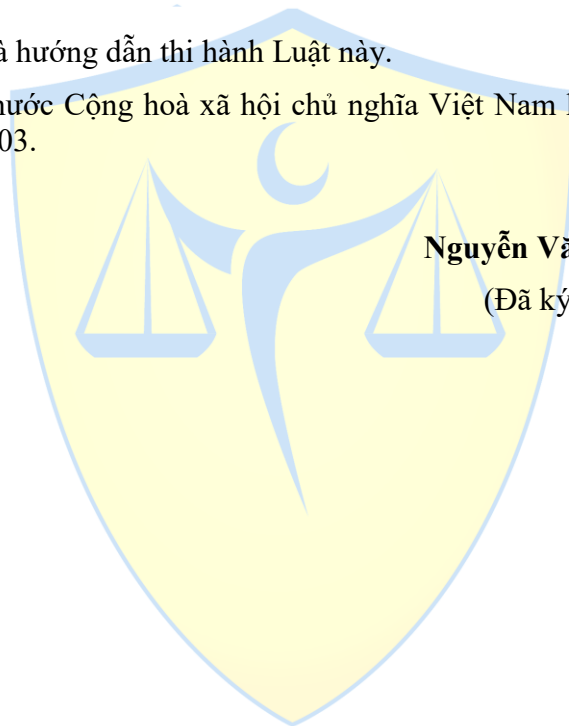 à hướng dẫn thi hành Luật này.
nước Cộng hoà xã hội chủ nghĩa Việt Nam
03.
Nguyễn Vă
(Đã ký